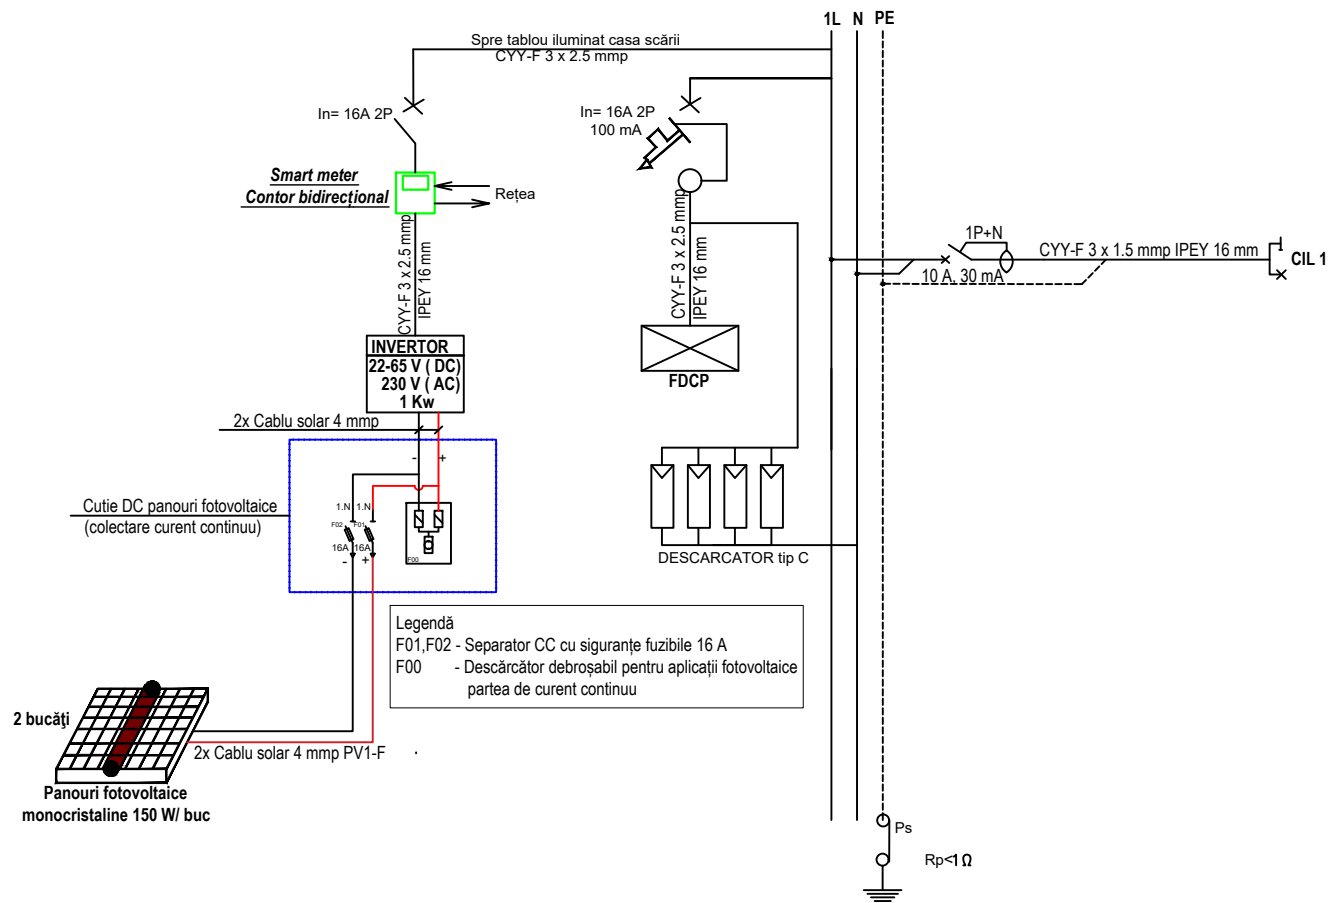 1L N PE
Spre tablou iluminat casa scării
CYY-F 3 x 2.5 mmp
In= 16A 2P
In= 16A 2P
100 mA
Smart meter
Contor bidirecțional
Rețea
CYY-F 3 x 2.5 mmp
IPEY 16 mm
CYY-F 3 x 2.5 mmp
IPEY 16 mm
1P+N
10 A, 30 mA
CYY-F 3 x 1.5 mmp IPEY 16 mm
CIL 1
INVERTOR
22-65 V ( DC)
230 V ( AC)
1 Kw
FDCP
2x Cablu solar 4 mmp
- +
Cutie DC panouri fotovoltaice
(colectare curent continuu)
1.N 1.N
F02 F01
16A 16A
- +
F00
DESCARCATOR tip C
Legendă
F01,F02 - Separator CC cu siguranțe fuzibile 16 A
F00 - Descărcător debroșabil pentru aplicații fotovoltaice
partea de curent continuu
2 bucăţi
2x Cablu solar 4 mmp PV1-F
Panouri fotovoltaice
monocristaline 150 W/ buc
Ps
Rp<1Ω